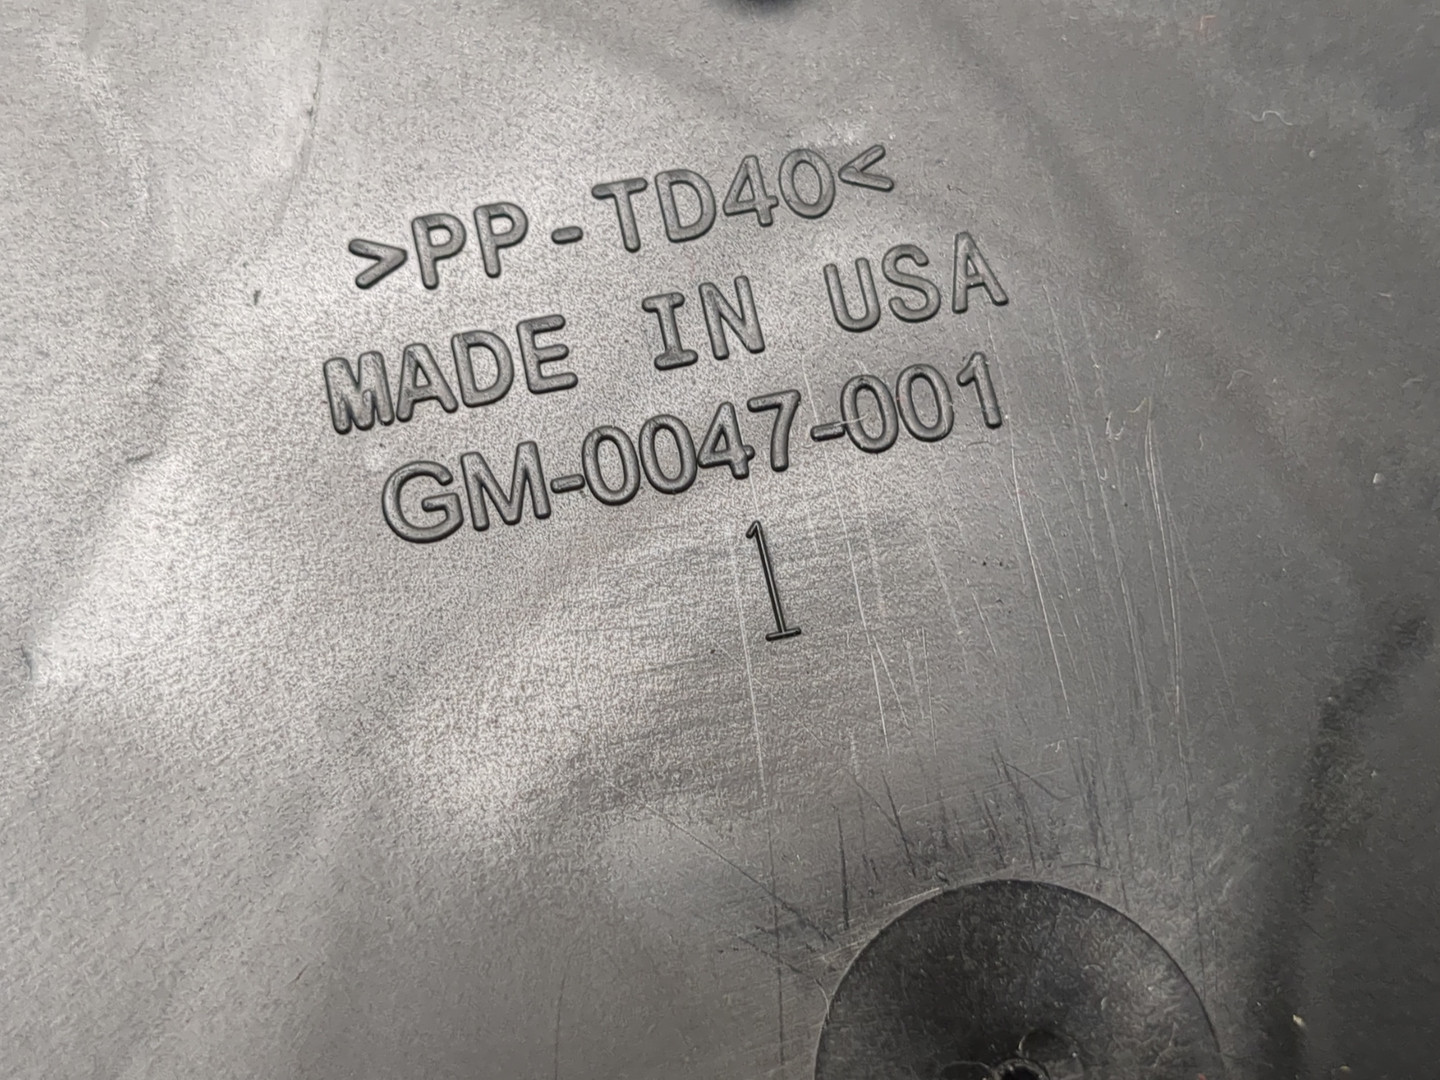 >PP-TD40<
MADE IN USA
GM-0047-001
1